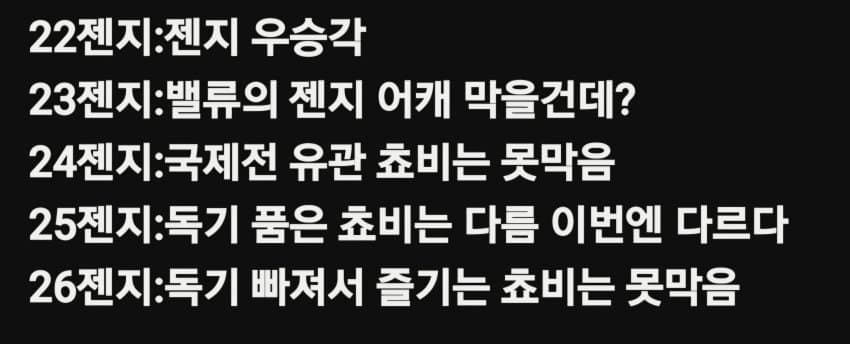 22젠지:젠지 우승각
23젠지:밸류의 젠지 어캐 막을건데?
24젠지:국제전 유관 쵸비는 못막음
25젠지:독기 품은 쵸비는 다름 이번엔 다르다
26젠지:독기 빠져서 즐기는 쵸비는 못막음